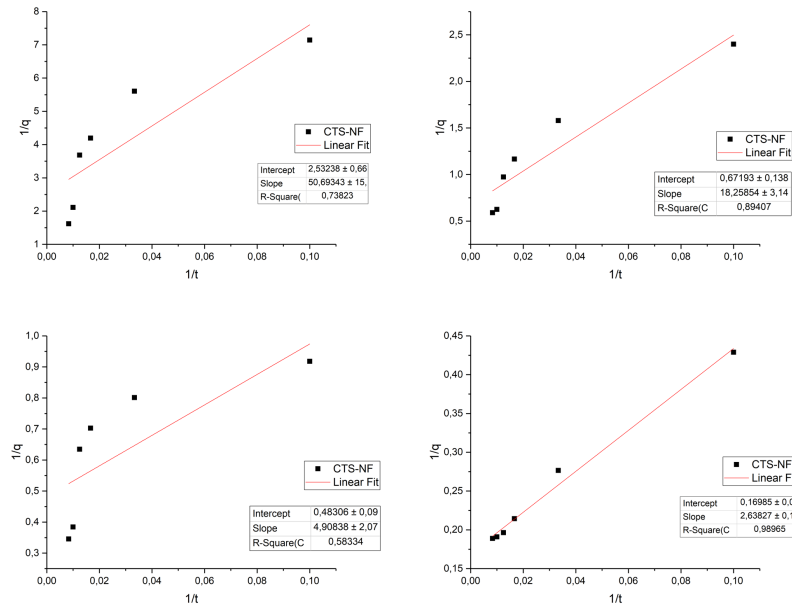 8
7
6
5
4
3
2
1
1/q
0,00 0,02 0,04 0,06 0,08 0,10
1/t
CTS-NF
Linear Fit
Intercept 2,53238 ± 0,66
Slope 50,69343 ± 15,
R-Square( 0,73823
2,5
2,0
1,5
1,0
0,5
1/q
0,00 0,02 0,04 0,06 0,08 0,10
1/t
CTS-NF
Linear Fit
Intercept 0,67193 ± 0,138
Slope 18,25854 ± 3,14
R-Square(C 0,89407
1,0
0,9
0,8
0,7
0,6
0,5
0,4
0,3
1/q
0,00 0,02 0,04 0,06 0,08 0,10
1/t
CTS-NF
Linear Fit
Intercept 0,48306 ± 0,09
Slope 4,90838 ± 2,07
R-Square(C 0,58334
0,45
0,40
0,35
0,30
0,25
0,20
0,15
1/q
0,00 0,02 0,04 0,06 0,08 0,10
1/t
CTS-NF
Linear F
Intercept 0,16985 ± 0,0
Slope 2,63827 ± 0,1
R-Square(C 0,98965